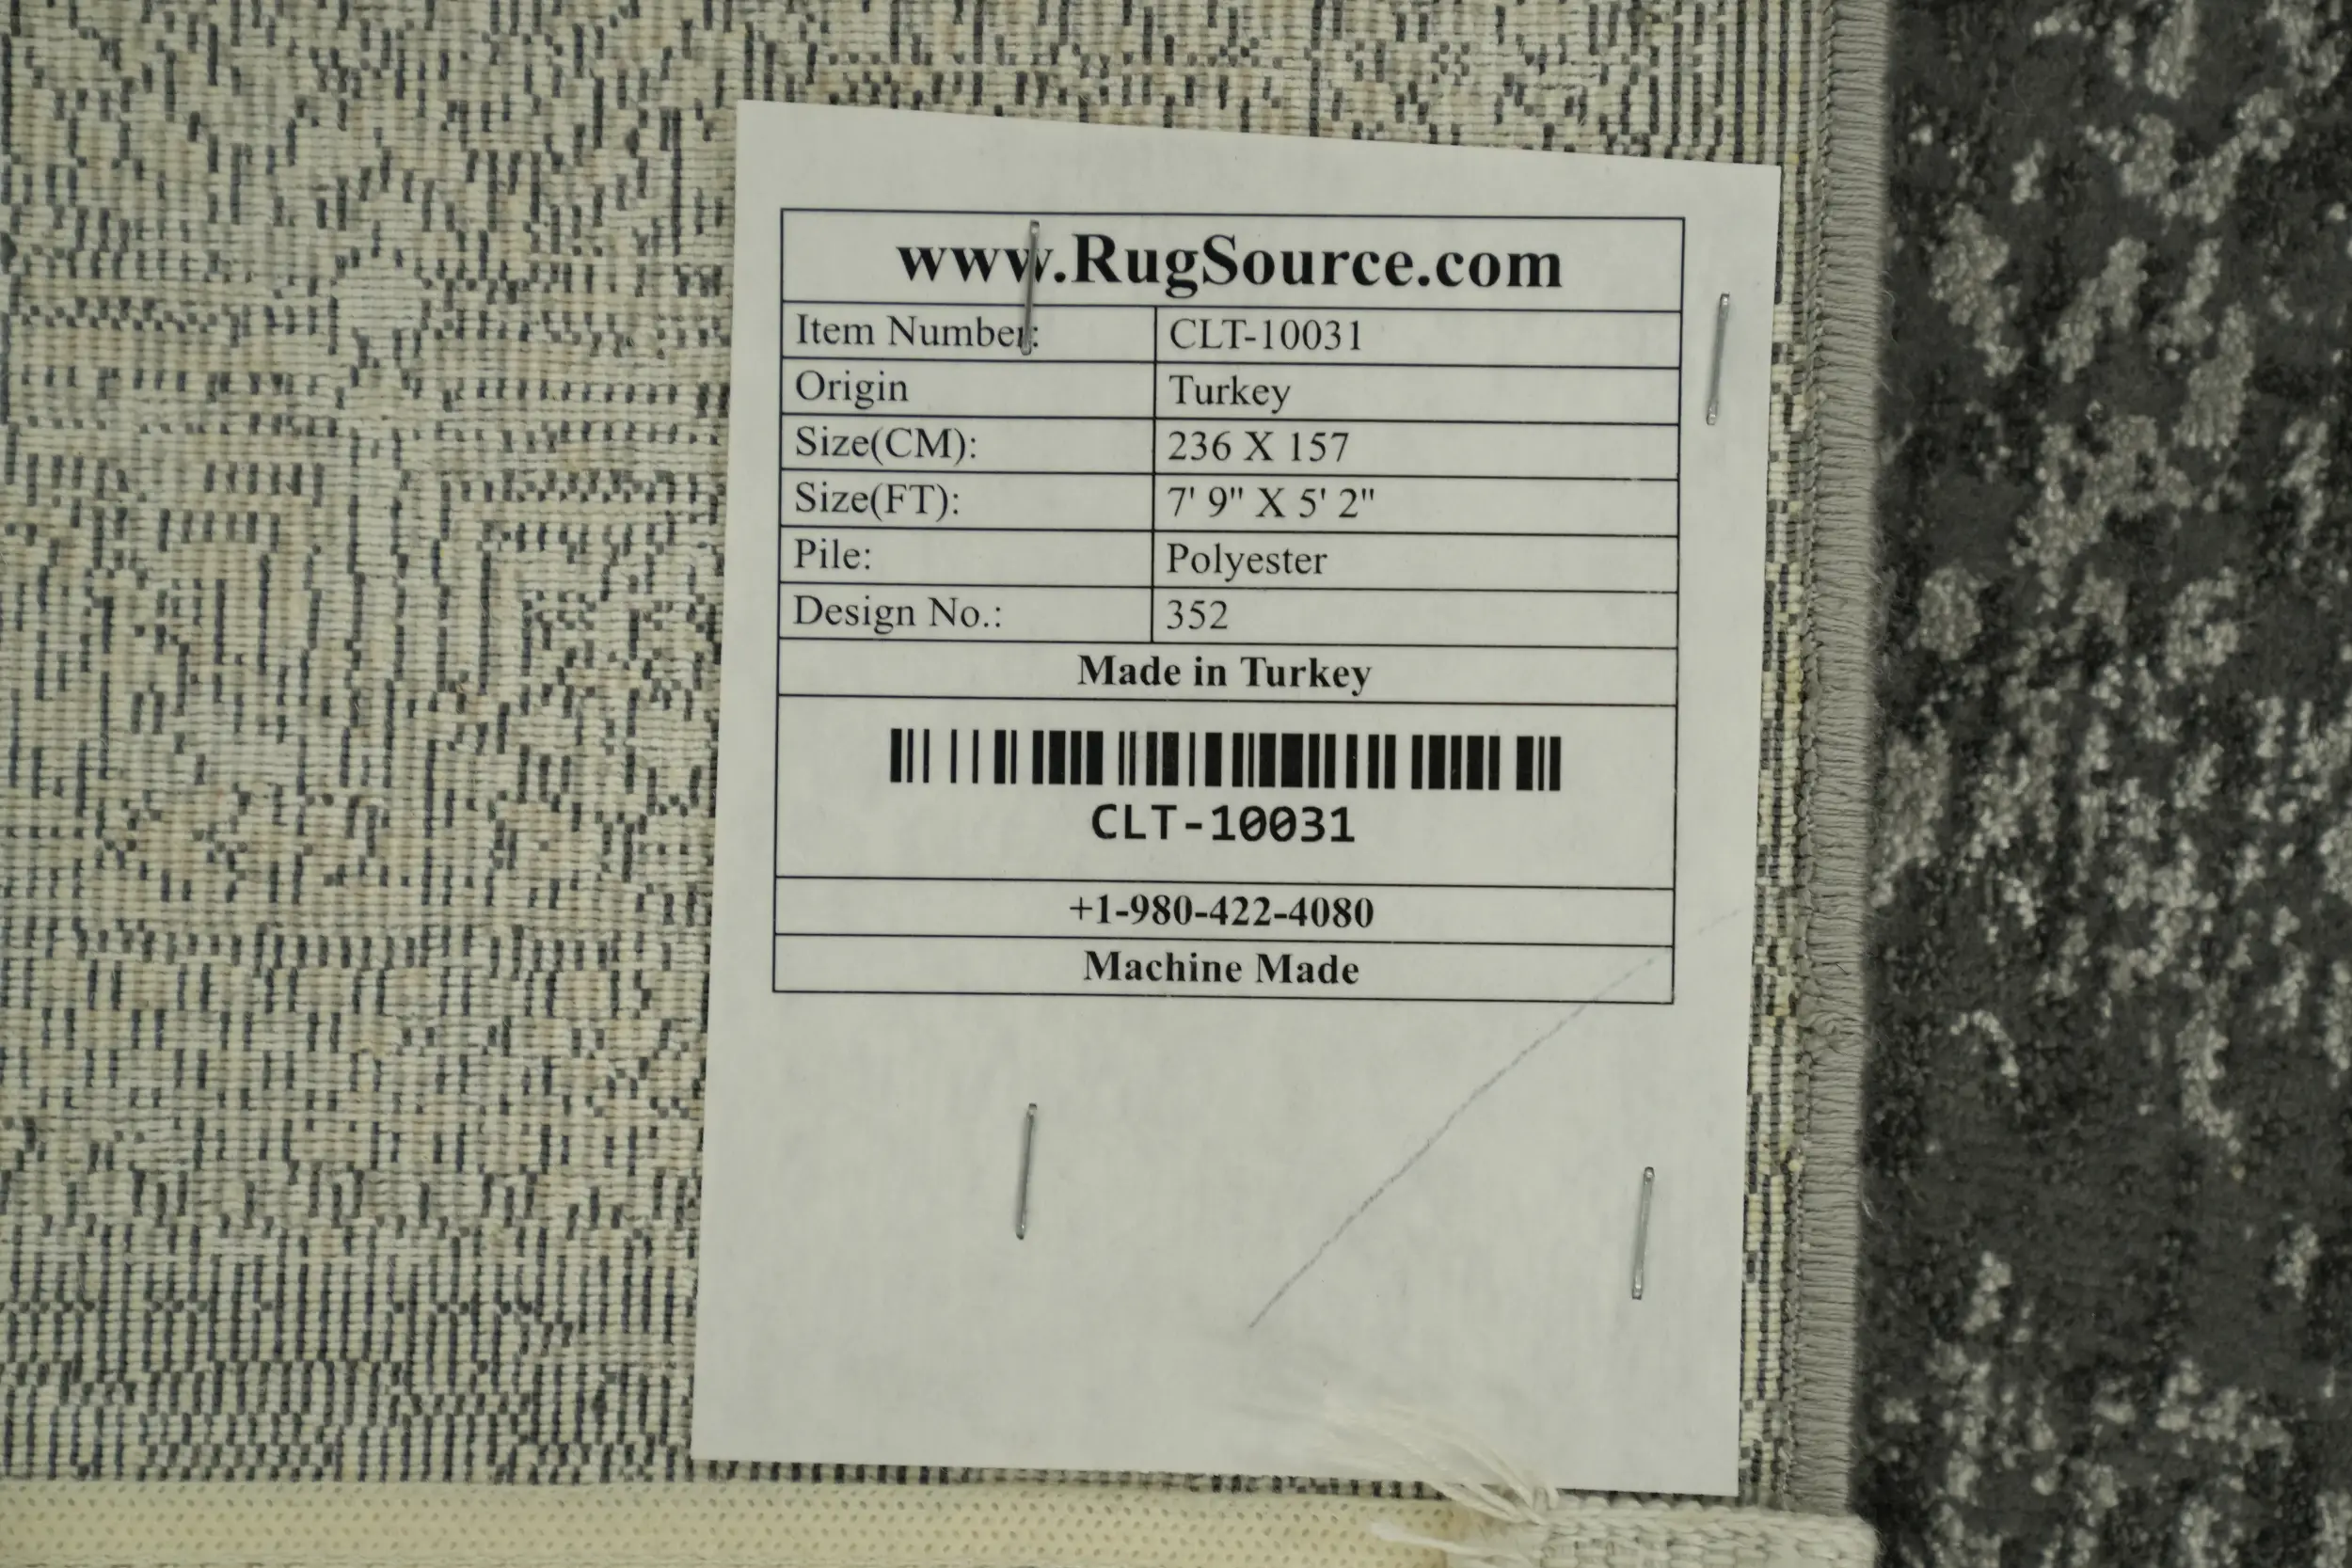 www.RugSource.com
Item Number: CLT-10031
Origin Turkey
Size(CM): 236 X 157
Size(FT): 7' 9" X 5' 2"
Pile: Polyester
Design No.: 352
Made in Turkey
CLT-10031
+1-980-422-4080
Machine Made